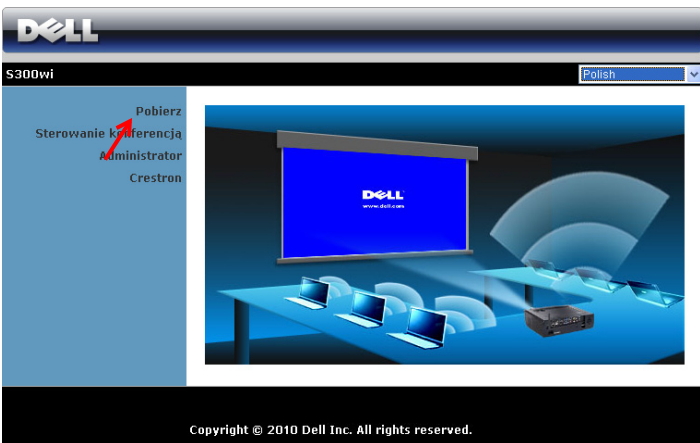 DELL
S300wi
Polish
Pobierz
Sterowanie konferencją
Administrator
Crestron
DELL
www.dell.com
Copyright © 2010 Dell Inc. All rights reserved.